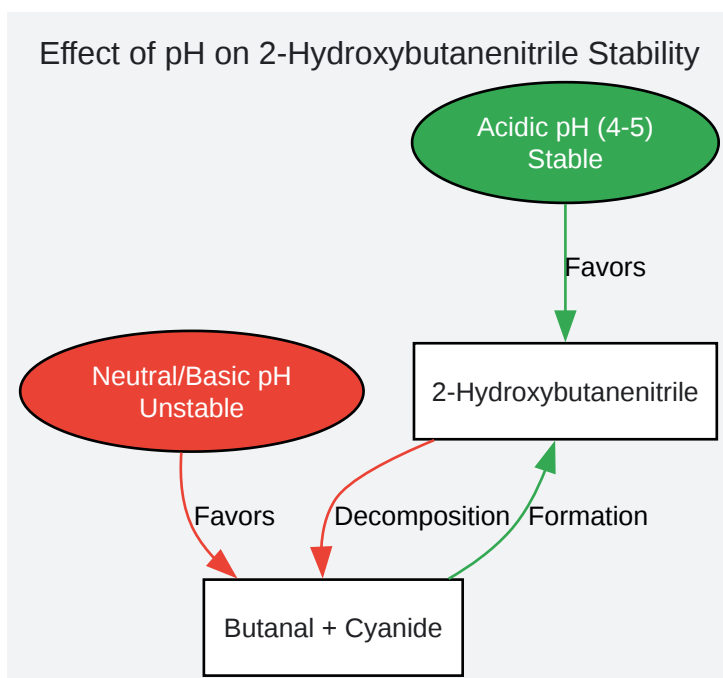 Effect of pH on 2-Hydroxybutanenitrile Stability
Acidic pH (4-5)
Stable
Favors
Neutral/Basic pH
Unstable
2-Hydroxybutanenitrile
Favors
Decomposition
Formation
Butanal + Cyanide